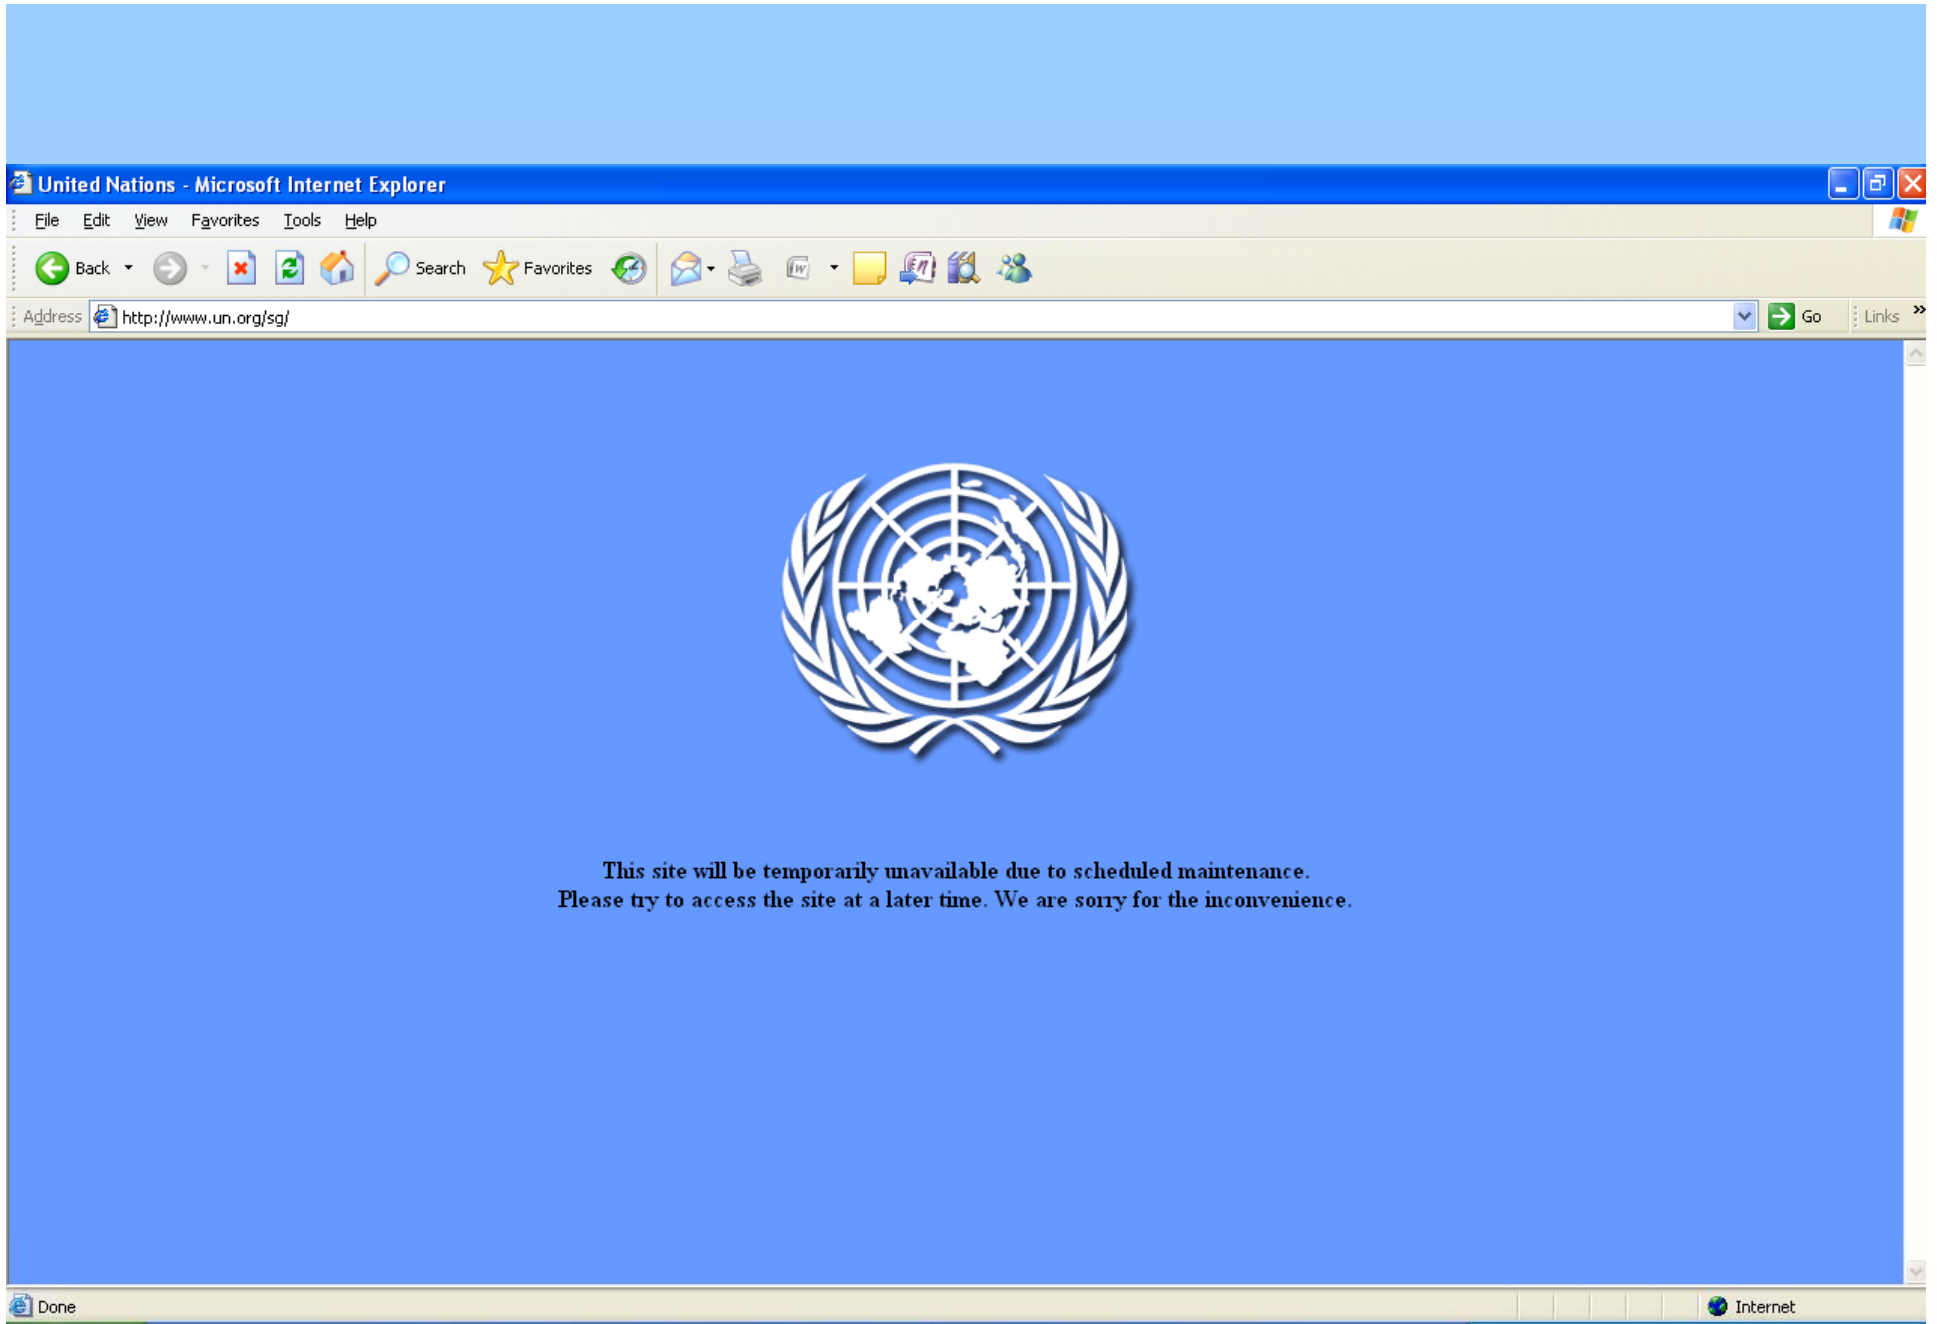 United Nations - Microsoft Internet Explorer
File Edit View Favorites Tools Help
Back Search Favorites
Address http://www.un.org/sg/ Go Links »
This site will be temporarily unavailable due to scheduled maintenance.
Please try to access the site at a later time. We are sorry for the inconvenience.
Done Internet